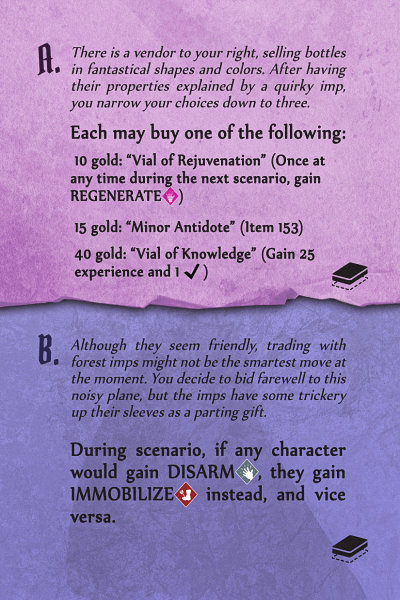 A. There is a vendor to your right, selling bottles
in fantastical shapes and colors. After having
their properties explained by a quirky imp,
you narrow your choices down to three.
Each may buy one of the following:
10 gold: “Vial of Rejuvenation” (Once at
any time during the next scenario, gain
REGENERATE)
15 gold: “Minor Antidote” (Item 153)
40 gold: “Vial of Knowledge” (Gain 25
experience and 1 ✓)
B. Although they seem friendly, trading with
forest imps might not be the smartest move at
the moment. You decide to bid farewell to this
noisy plane, but the imps have some trickery
up their sleeves as a parting gift.
During scenario, if any character
would gain DISARM, they gain
IMMOBILIZE instead, and vice
versa.